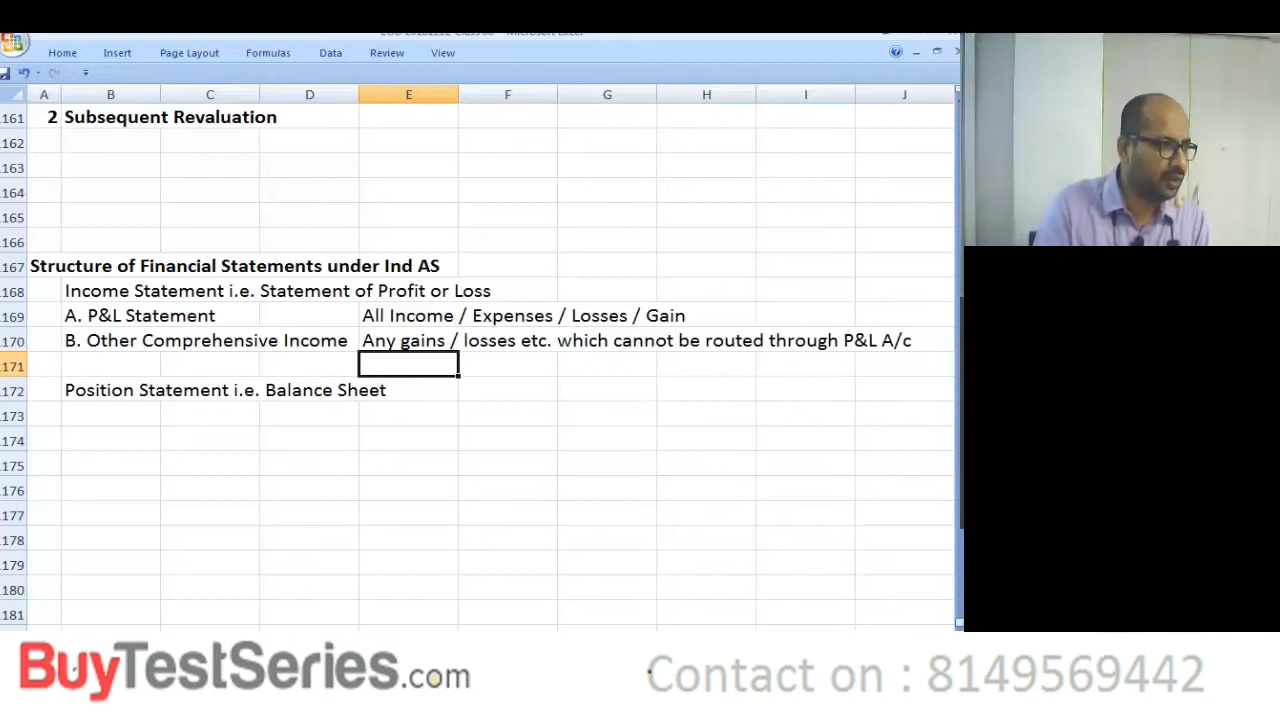 Home Insert Page Layout Formulas Data Review View
A B C D E F G H I J
161 2 Subsequent Revaluation
162
163
164
165
166
167 Structure of Financial Statements under Ind AS
168 Income Statement i.e. Statement of Profit or Loss
169 A. P&L Statement All Income / Expenses / Losses / Gain
170 B. Other Comprehensive Income Any gains / losses etc. which cannot be routed through P&L A/c
171
172 Position Statement i.e. Balance Sheet
173
174
175
176
177
178
179
180
181
BuyTestSeries.com Contact on : 8149569442